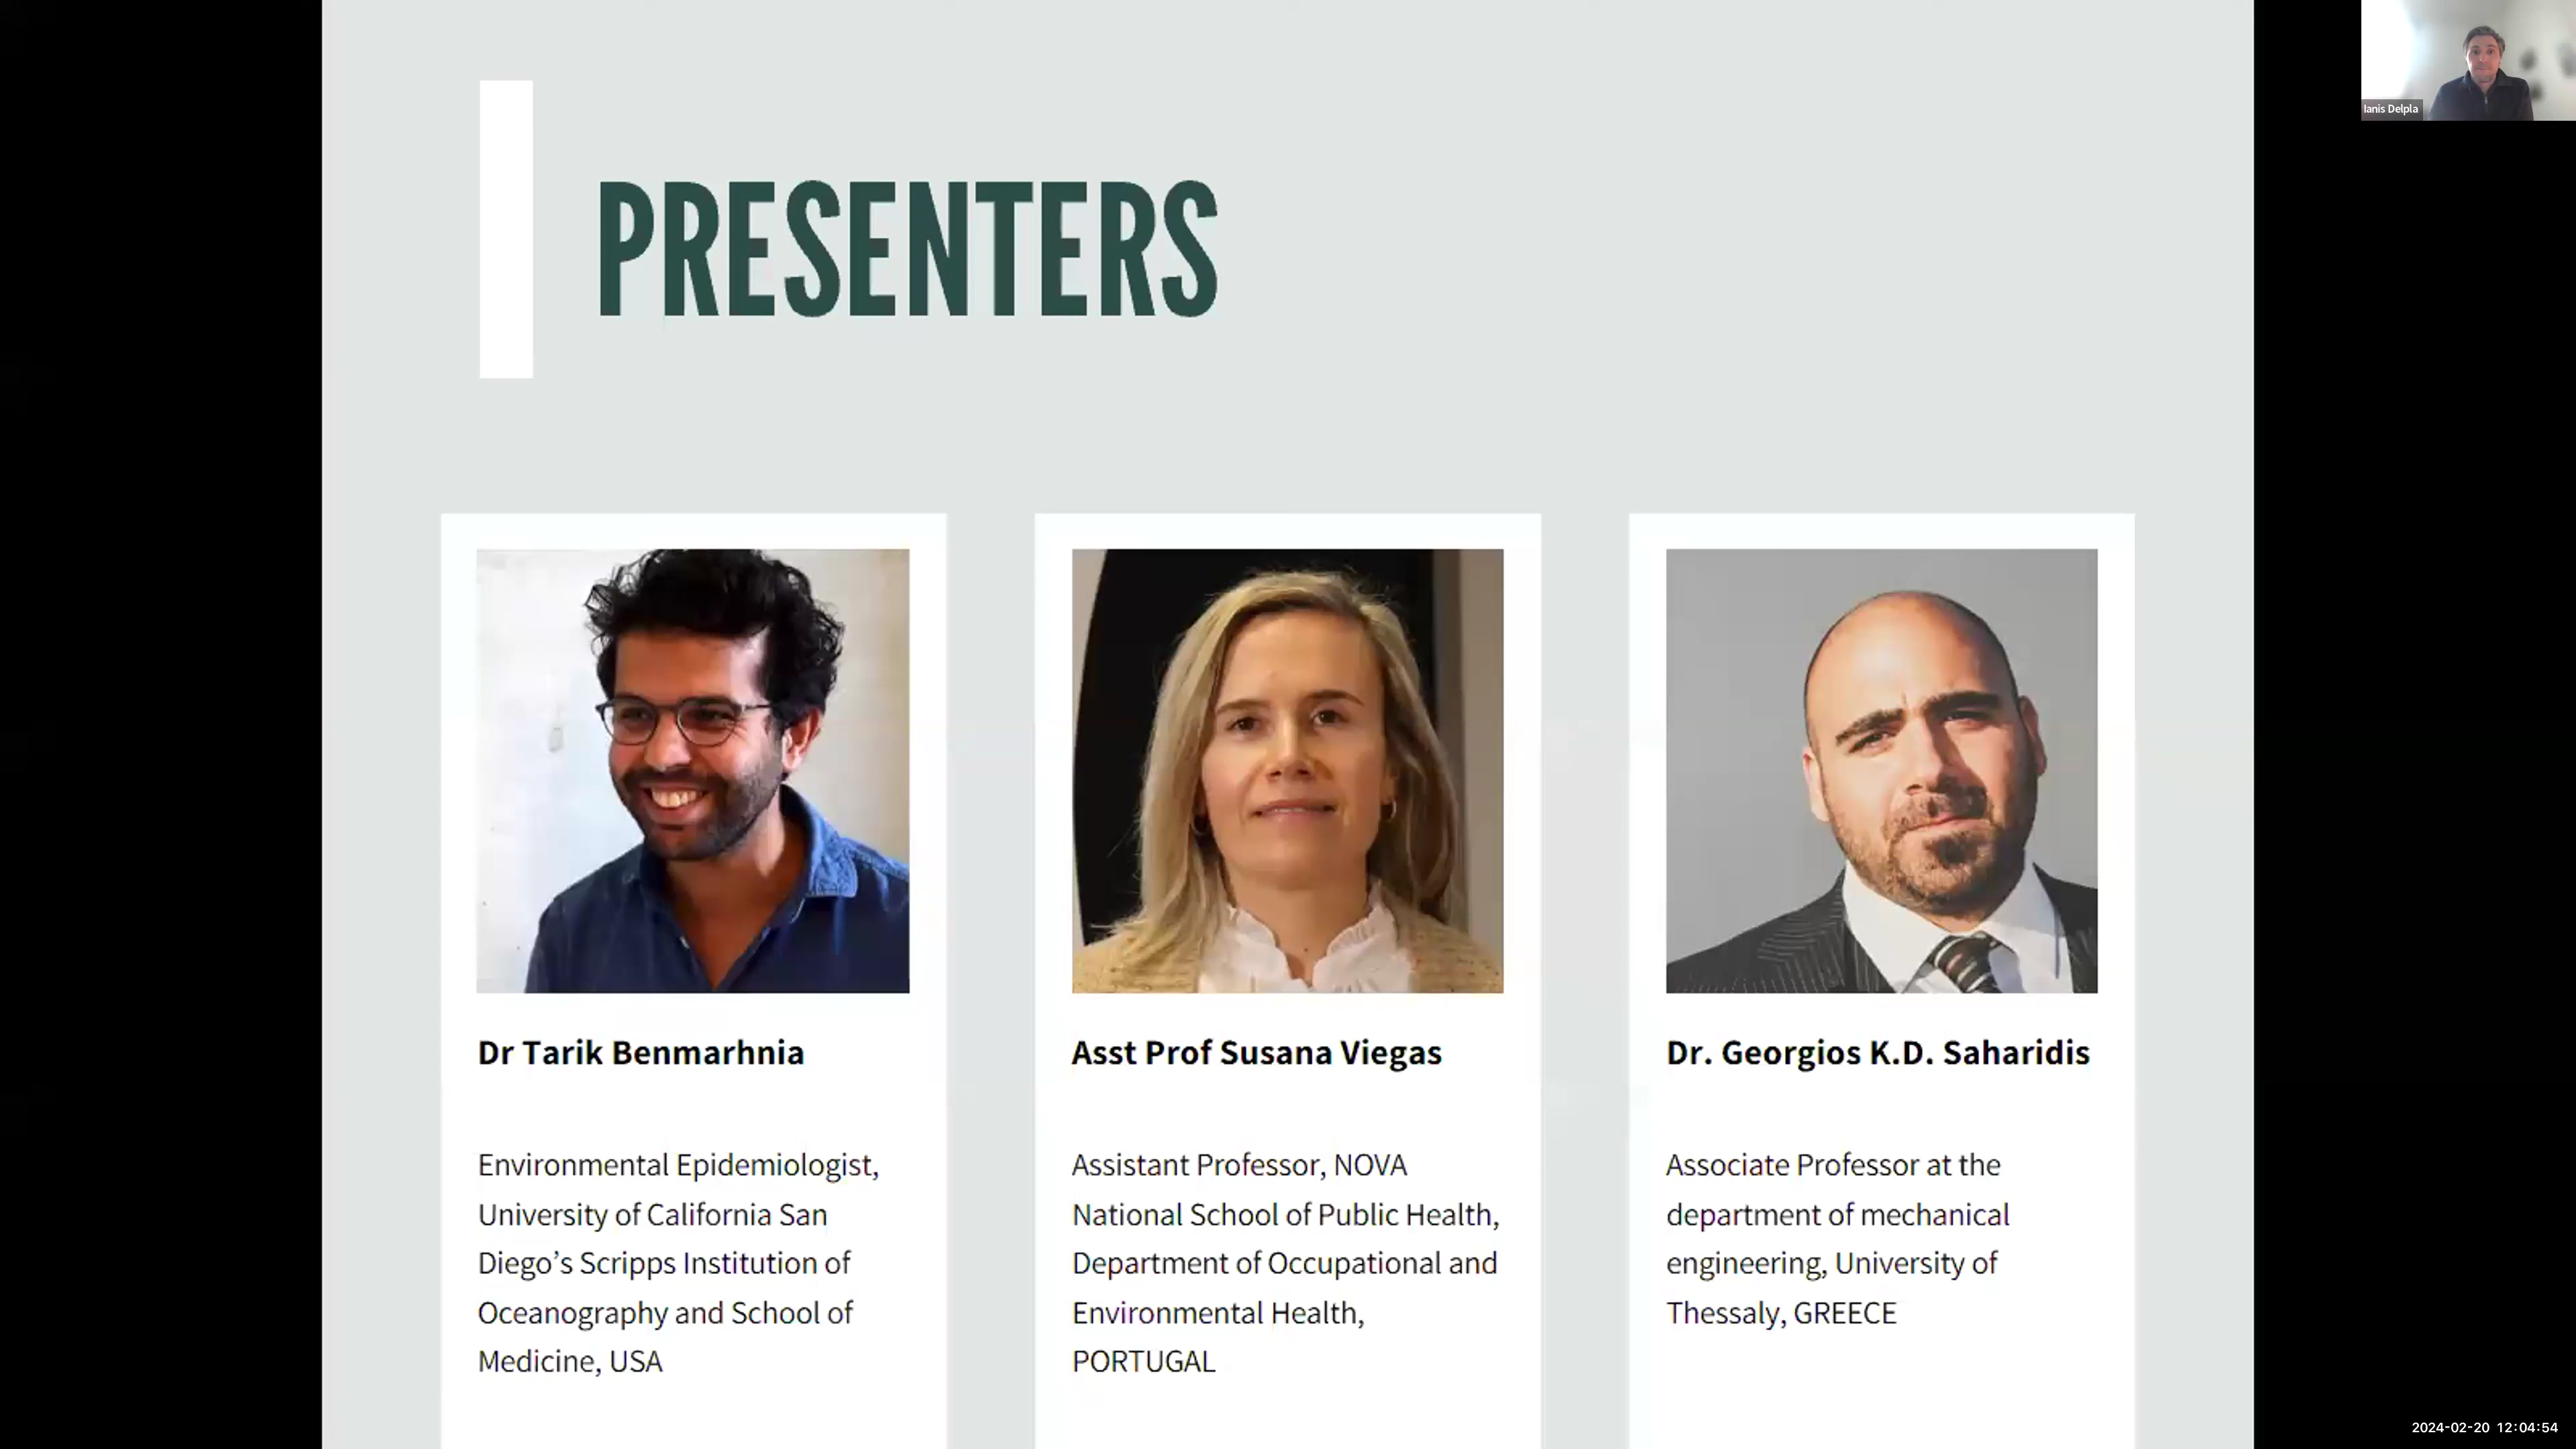 Ianis Delpla
PRESENTERS
Dr Tarik Benmarhnia
Environmental Epidemiologist,
University of California San
Diego’s Scripps Institution of
Oceanography and School of
Medicine, USA
Asst Prof Susana Viegas
Assistant Professor, NOVA
National School of Public Health,
Department of Occupational and
Environmental Health,
PORTUGAL
Dr. Georgios K.D. Saharidis
Associate Professor at the
department of mechanical
engineering, University of
Thessaly, GREECE
2024-02-20 12:04:54